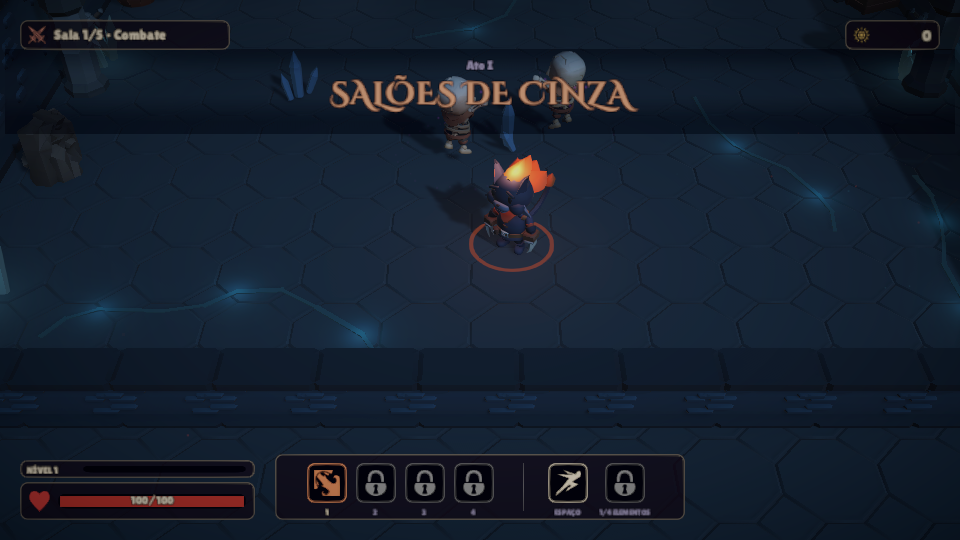 Sala 1/5 - Combate
0
Ato I
SALÕES DE CINZA
NÍVEL 1
100/100
1
2
3
4
ESPAÇO
1/4 ELEMENTOS